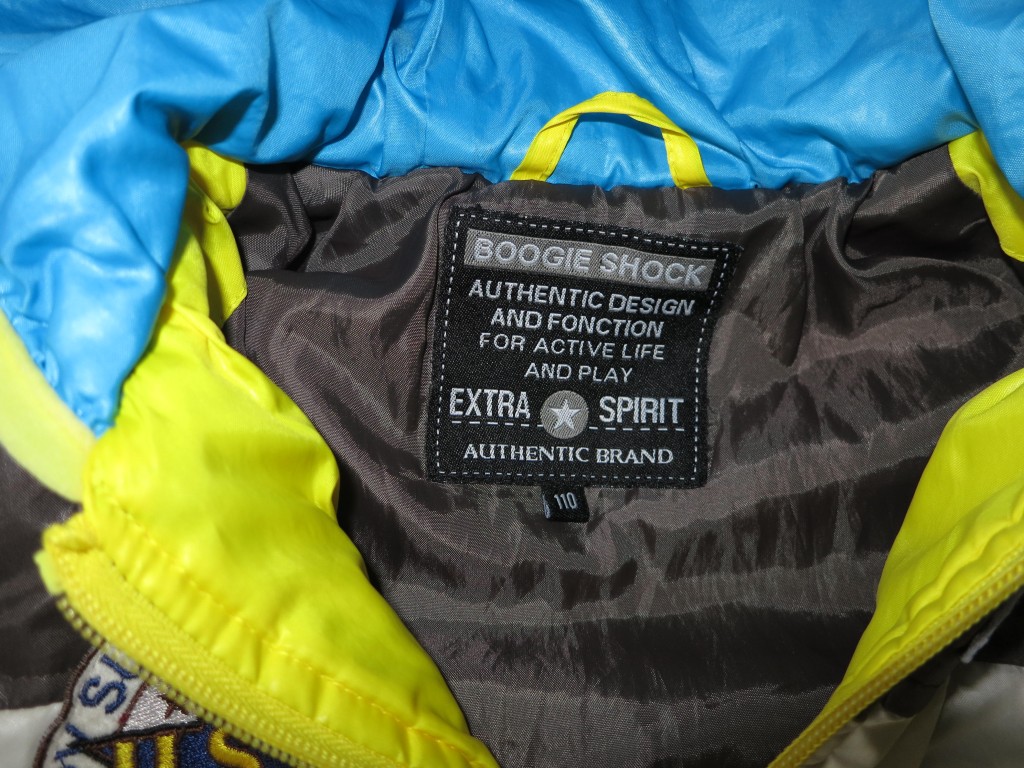 BOOGIE SHOCK
AUTHENTIC DESIGN
AND FONCTION
FOR ACTIVE LIFE
AND PLAY
EXTRA SPIRIT
AUTHENTIC BRAND
110